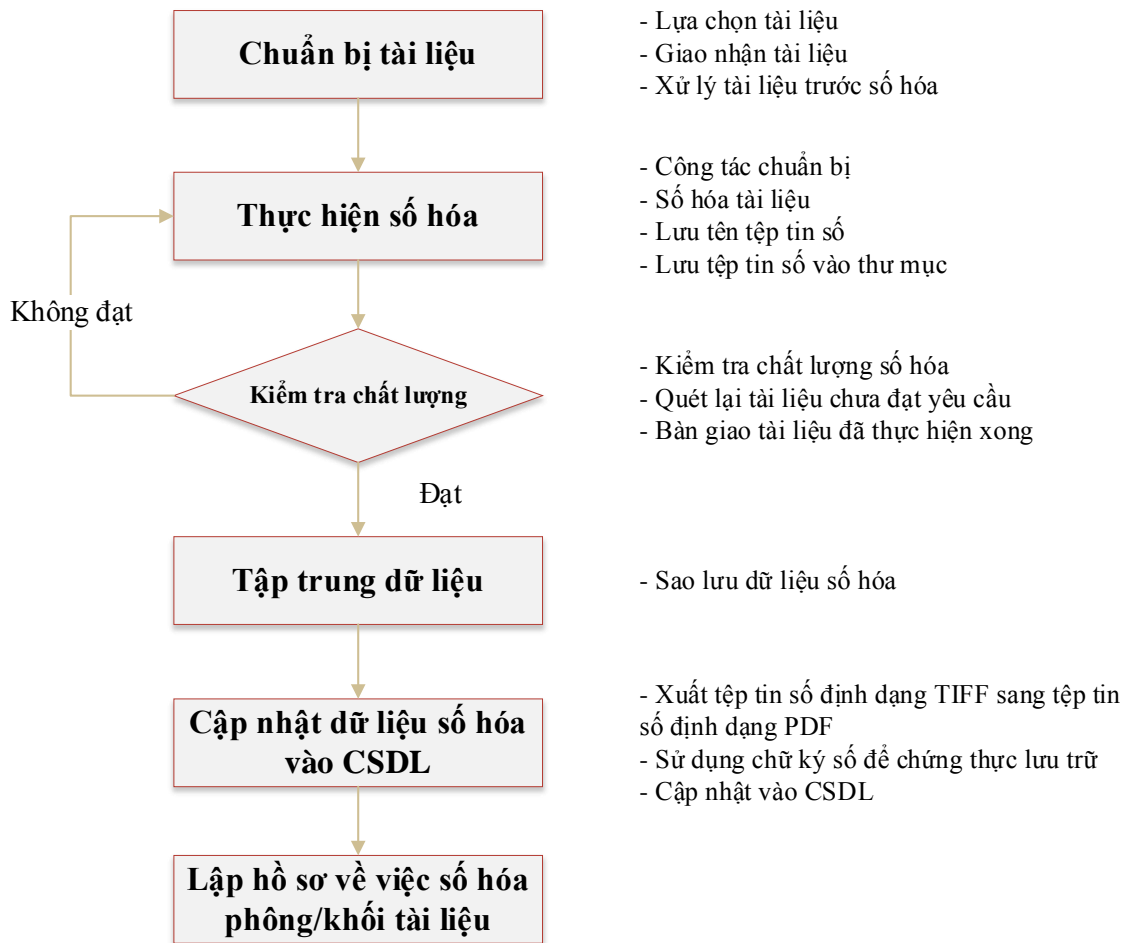 Chuẩn bị tài liệu
- Lựa chọn tài liệu
- Giao nhận tài liệu
- Xử lý tài liệu trước số hóa
Thực hiện số hóa
- Công tác chuẩn bị
- Số hóa tài liệu
- Lưu tên tệp tin số
- Lưu tệp tin số vào thư mục
Không đạt
Kiểm tra chất lượng
- Kiểm tra chất lượng số hóa
- Quét lại tài liệu chưa đạt yêu cầu
- Bàn giao tài liệu đã thực hiện xong
Đạt
Tập trung dữ liệu
- Sao lưu dữ liệu số hóa
Cập nhật dữ liệu số hóa
vào CSDL
- Xuất tệp tin số định dạng TIFF sang tệp tin
số định dạng PDF
- Sử dụng chữ ký số để chứng thực lưu trữ
- Cập nhật vào CSDL
Lập hồ sơ về việc số hóa
phông/khối tài liệu